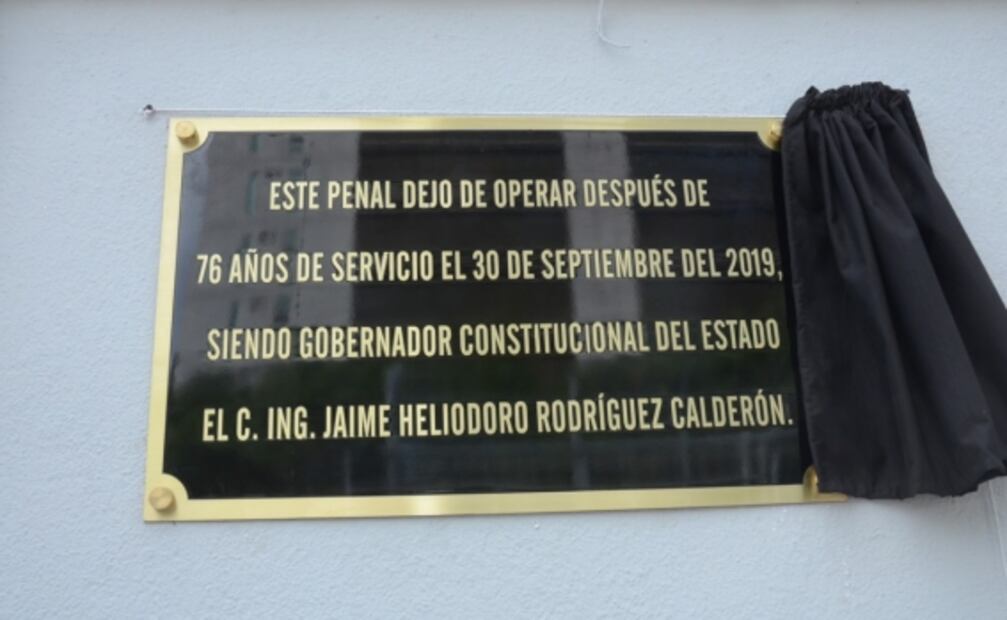 ESTE PENAL DEJO DE OPERAR DESPUÉS DE
76 AÑOS DE SERVICIO EL 30 DE SEPTIEMBRE DEL 2019,
SIENDO GOBERNADOR CONSTITUCIONAL DEL ESTADO
EL C. ING. JAIME HELIODORO RODRÍGUEZ CALDERÓN.